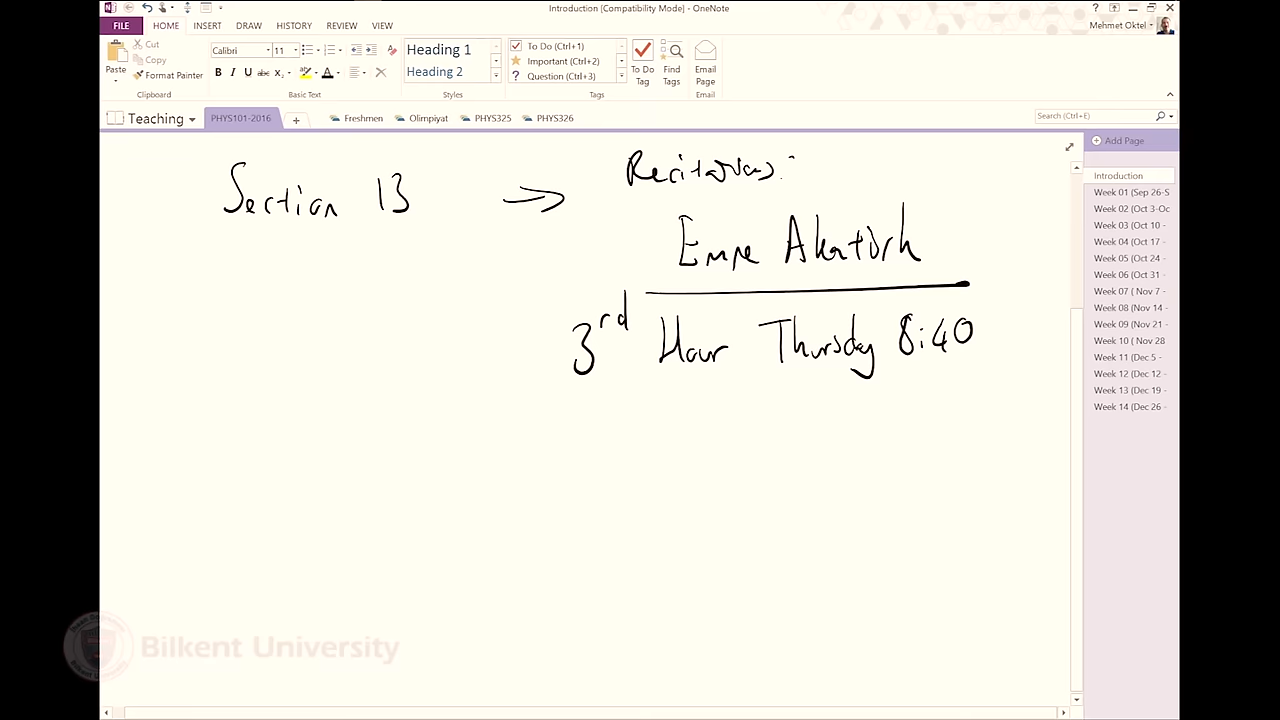 Introduction [Compatibility Mode] - OneNote
FILE HOME INSERT DRAW HISTORY REVIEW VIEW
Mehmet Oktel
Paste
Cut
Copy
Format Painter
Clipboard
Calibri 11
B I U abc X₂ A
Basic Text
Heading 1
Heading 2
Styles
To Do (Ctrl+1)
Important (Ctrl+2)
Question (Ctrl+3)
Tags
To Do Tag
Find Tags
Email Page
Email
Teaching PHYS101-2016 + Freshmen Olimpiyat PHYS325 PHYS326
Search (Ctrl+E)
Add Page
Introduction
Week 01 (Sep 26-S
Week 02 (Oct 3-Oc
Week 03 (Oct 10 -
Week 04 (Oct 17 -
Week 05 (Oct 24 -
Week 06 (Oct 31 -
Week 07 ( Nov 7 -
Week 08 (Nov 14 -
Week 09 (Nov 21 -
Week 10 ( Nov 28
Week 11 (Dec 5 -
Week 12 (Dec 12 -
Week 13 (Dec 19 -
Week 14 (Dec 26 -
Section 13 → Recitations:
Emre Akatürk
3rd Hour Thursday 8:40
Bilkent University